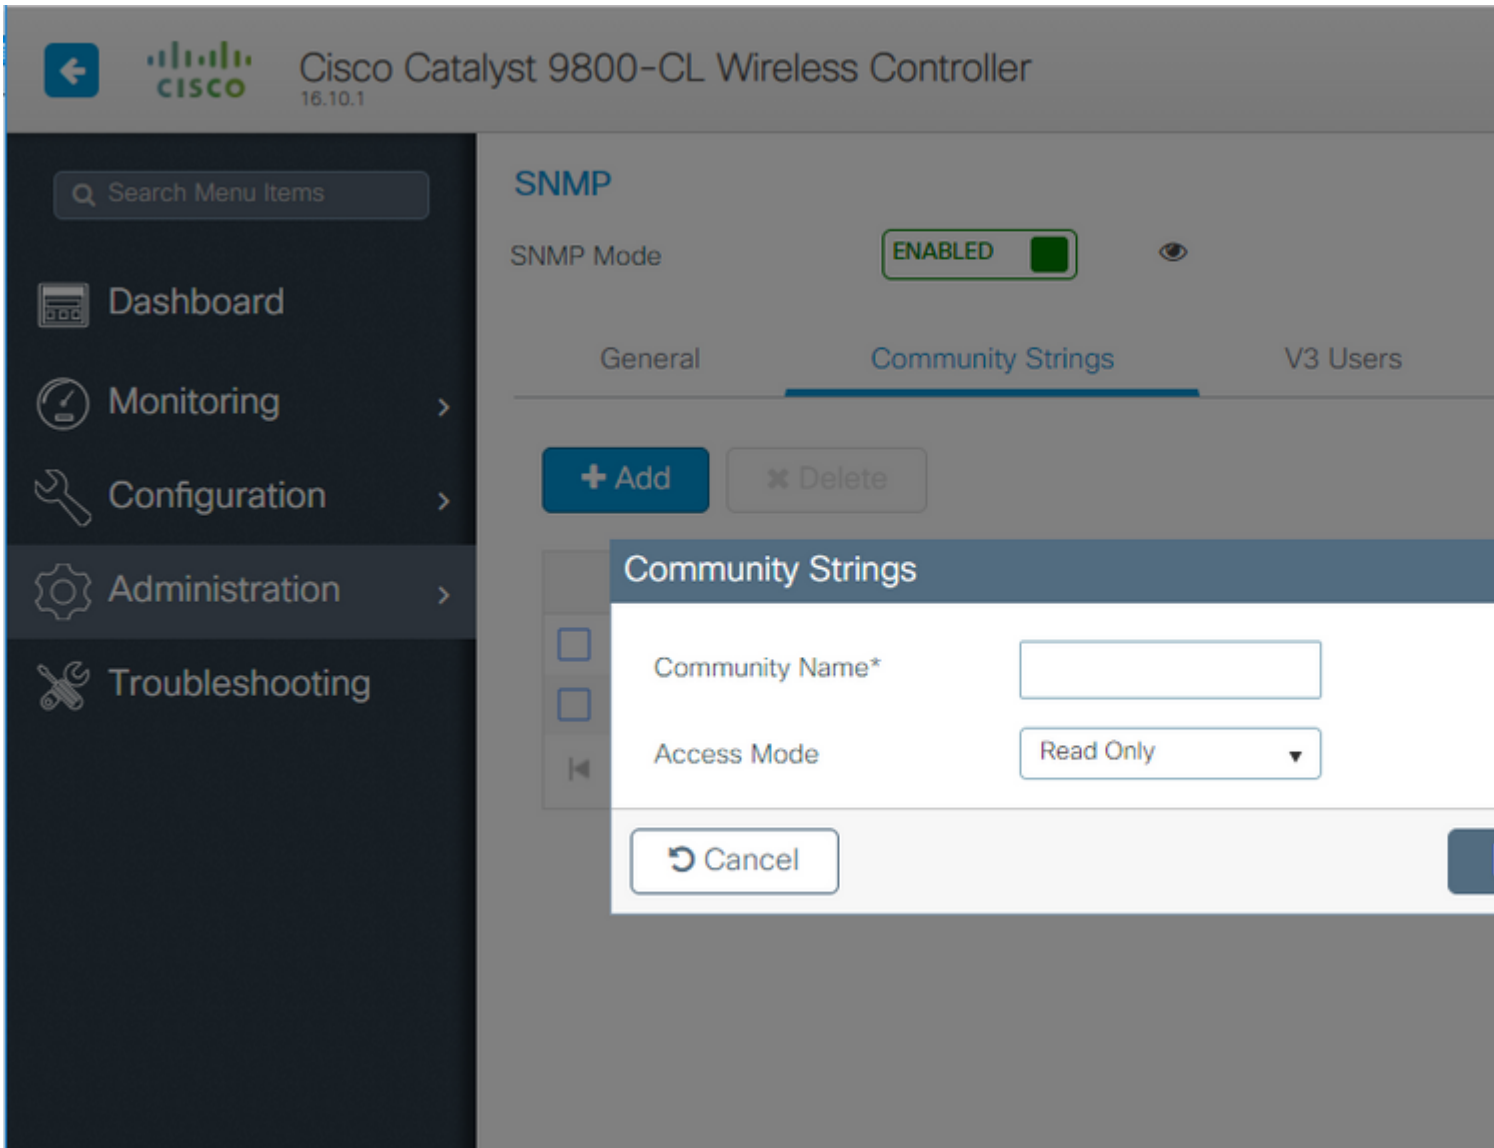 CISCO
Cisco Catalyst 9800-CL Wireless Controller
16.10.1
Search Menu Items
Dashboard
Monitoring
Configuration
Administration
Troubleshooting
SNMP
SNMP Mode
ENABLED
General
Community Strings
V3 Users
Add
Delete
Community Strings
Community Name*
Access Mode
Read Only
Cancel